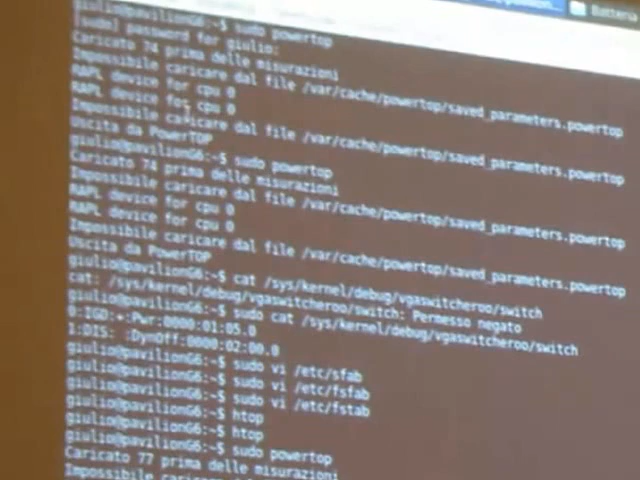 Batteria
giulio@pavilionG6:~$ sudo powertop
[sudo] password for giulio:
Caricato 74 prima delle misurazioni
Impossibile caricare dal file /var/cache/powertop/saved_parameters.powertop
RAPL device for cpu 0
RAPL device for cpu 0
Impossibile caricare dal file /var/cache/powertop/saved_parameters.powertop
Uscita da PowerTOP
giulio@pavilionG6:~$ sudo powertop
Caricato 74 prima delle misurazioni
Impossibile caricare dal file /var/cache/powertop/saved_parameters.powertop
RAPL device for cpu 0
RAPL device for cpu 0
Impossibile caricare dal file /var/cache/powertop/saved_parameters.powertop
Uscita da PowerTOP
giulio@pavilionG6:~$ cat /sys/kernel/debug/vgaswitcheroo/switch
cat: /sys/kernel/debug/vgaswitcheroo/switch: Permesso negato
giulio@pavilionG6:~$ sudo cat /sys/kernel/debug/vgaswitcheroo/switch
0:IGD:+:Pwr:0000:01:05.0
1:DIS: :DynOff:0000:02:00.0
giulio@pavilionG6:~$ sudo vi /etc/sfab
giulio@pavilionG6:~$ sudo vi /etc/fsfab
giulio@pavilionG6:~$ sudo vi /etc/fstab
giulio@pavilionG6:~$ htop
giulio@pavilionG6:~$ htop
giulio@pavilionG6:~$ sudo powertop
Caricato 77 prima delle misurazioni
Impossibile caricare dal file